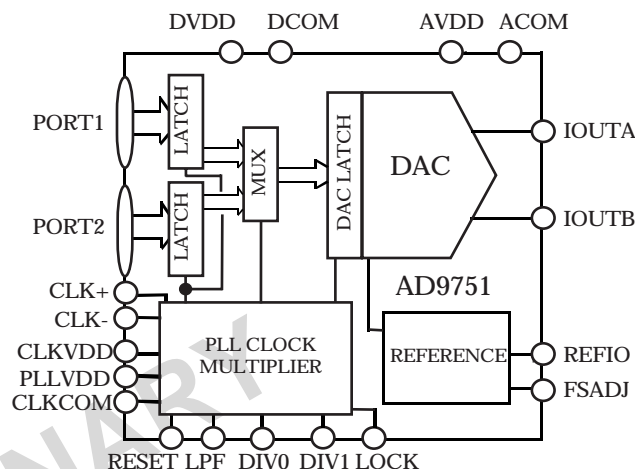 DVDD DCOM AVDD ACOM
PORT1
LATCH
MUX
DAC LATCH
DAC
IOUTA
PORT2
LATCH
IOUTB
AD9751
CLK+
CLK-
CLKVDD
PLLVDD
CLKCOM
PLL CLOCK
MULTIPLIER
REFERENCE
REFIO
FSADJ
RESET LPF DIV0 DIV1 LOCK
NARY